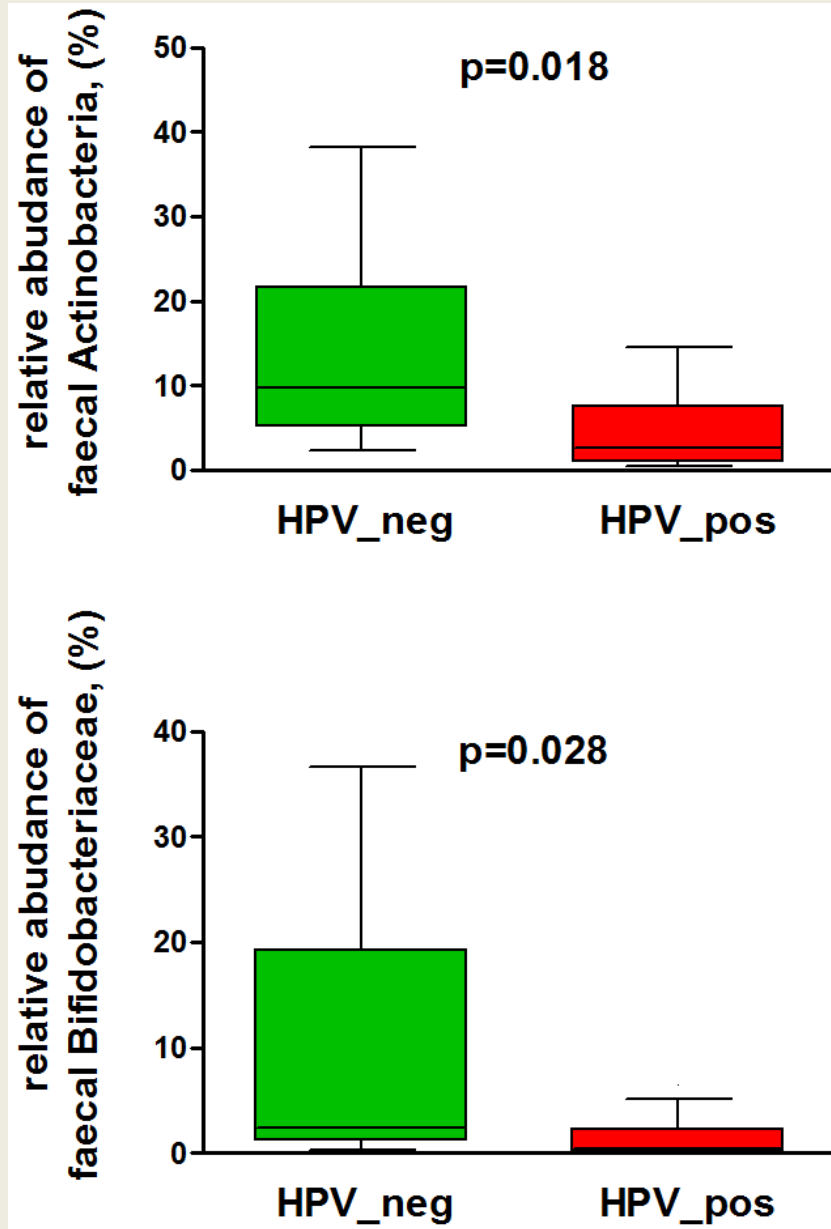 relative abudance of
faecal Actinobacteria, (%)
50
40
30
20
10
0
p=0.018
HPV_neg HPV_pos
relative abudance of
faecal Bifidobacteriaceae, (%)
40
30
20
10
0
p=0.028
HPV_neg HPV_pos